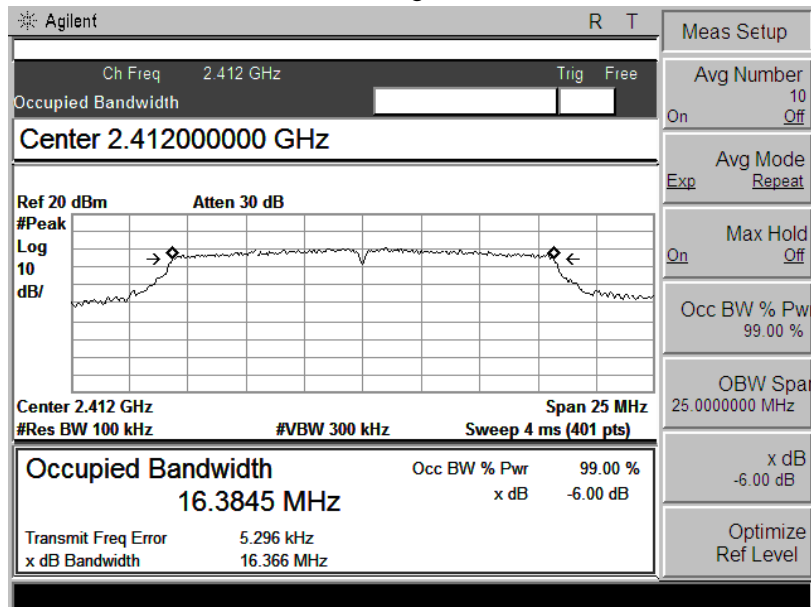 Agilent R T
Ch Freq 2.412 GHz Trig Free
Occupied Bandwidth
Center 2.412000000 GHz
Ref 20 dBm Atten 30 dB
#Peak
Log
10
dB/
Center 2.412 GHz Span 25 MHz
#Res BW 100 kHz #VBW 300 kHz Sweep 4 ms (401 pts)
Occupied Bandwidth Occ BW % Pwr 99.00 %
16.3845 MHz x dB -6.00 dB
Transmit Freq Error 5.296 kHz
x dB Bandwidth 16.366 MHz
Meas Setup
Avg Number
10
On Off
Avg Mode
Exp Repeat
Max Hold
On Off
Occ BW % Pwr
99.00 %
OBW Span
25.0000000 MHz
x dB
-6.00 dB
Optimize
Ref Level